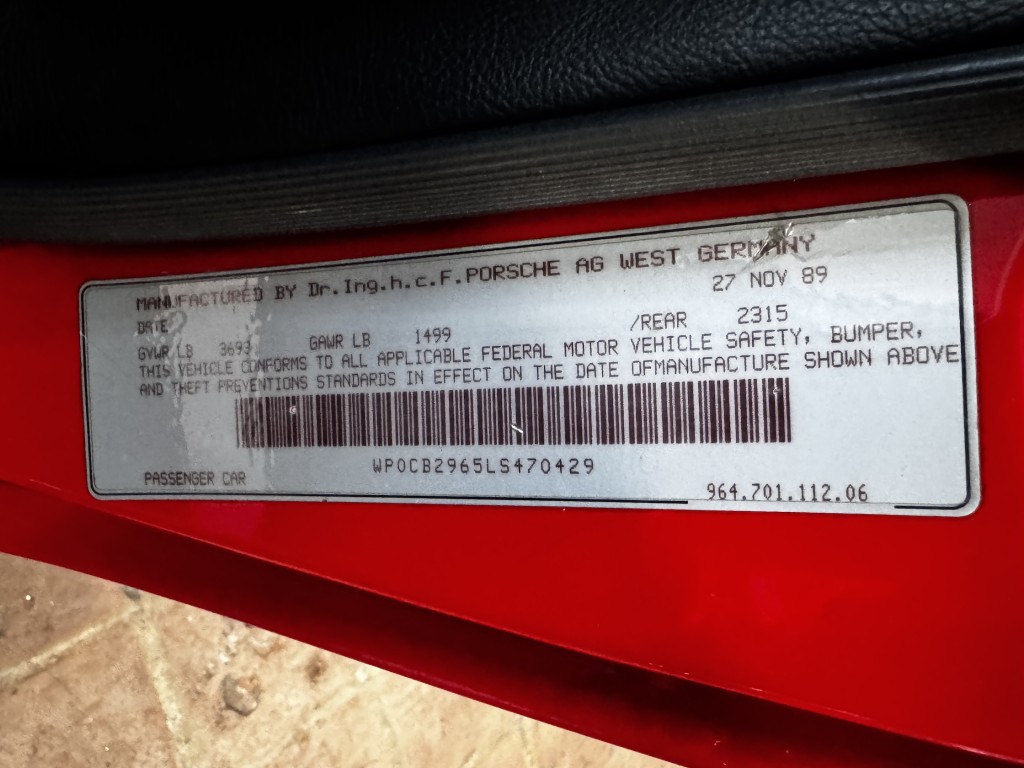 MANUFACTURED BY Dr.Ing.h.c.F.PORSCHE AG WEST GERMANY
DATE 27 NOV 89
GVWR LB 3693 GAWR LB 1499 /REAR 2315
THIS VEHICLE CONFORMS TO ALL APPLICABLE FEDERAL MOTOR VEHICLE SAFETY, BUMPER,
AND THEFT PREVENTIONS STANDARDS IN EFFECT ON THE DATE OFMANUFACTURE SHOWN ABOVE
WP0CB2965LS470429
PASSENGER CAR 964.701.112.06